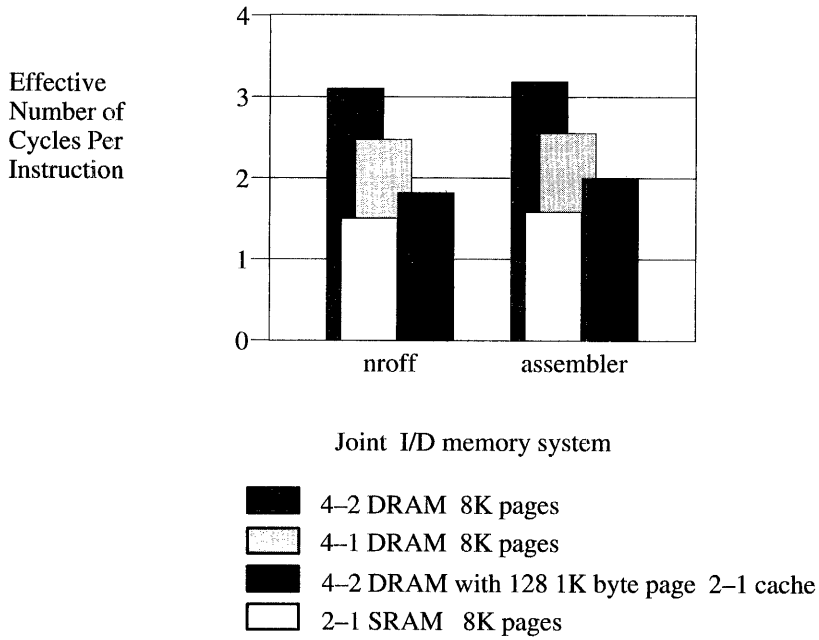 4
Effective
Number of
Cycles Per
Instruction
3
2
1
0
nroff assembler
Joint I/D memory system
4–2 DRAM 8K pages
4–1 DRAM 8K pages
4–2 DRAM with 128 1K byte page 2–1 cache
2–1 SRAM 8K pages